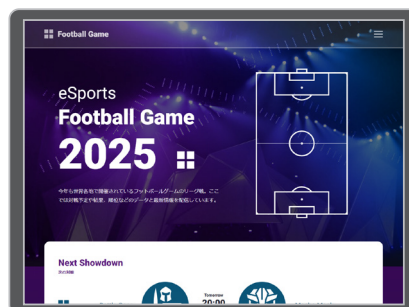 Football Game
eSports
Football Game
2025
今年も世界各地で開催されているフットボールゲームのリーグ戦。ここ
では対戦予定や結果、順位などのデータと最新情報を配信しています。
Next Showdown
次の対戦
Tomorrow
20:00